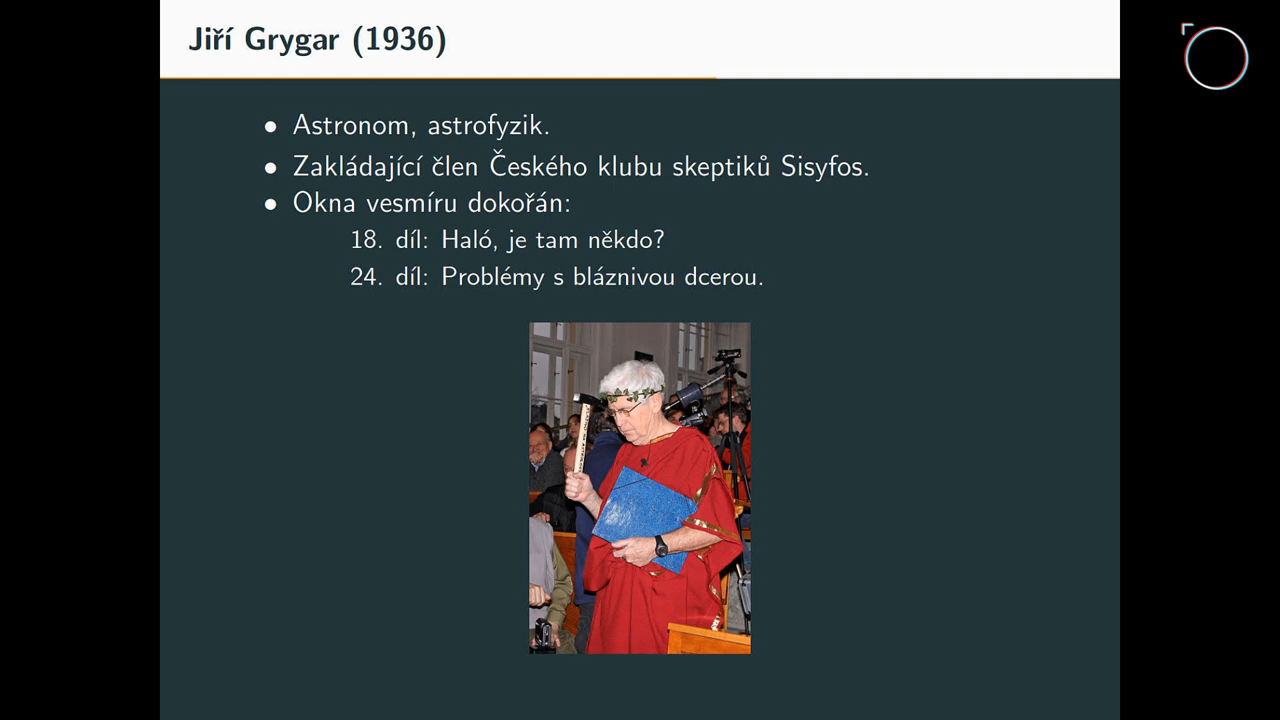 Jiří Grygar (1936)
• Astronom, astrofyzik.
• Zakládající člen Českého klubu skeptiků Sisyfos.
• Okna vesmíru dokořán:
18. díl: Haló, je tam někdo?
24. díl: Problémy s bláznivou dcerou.